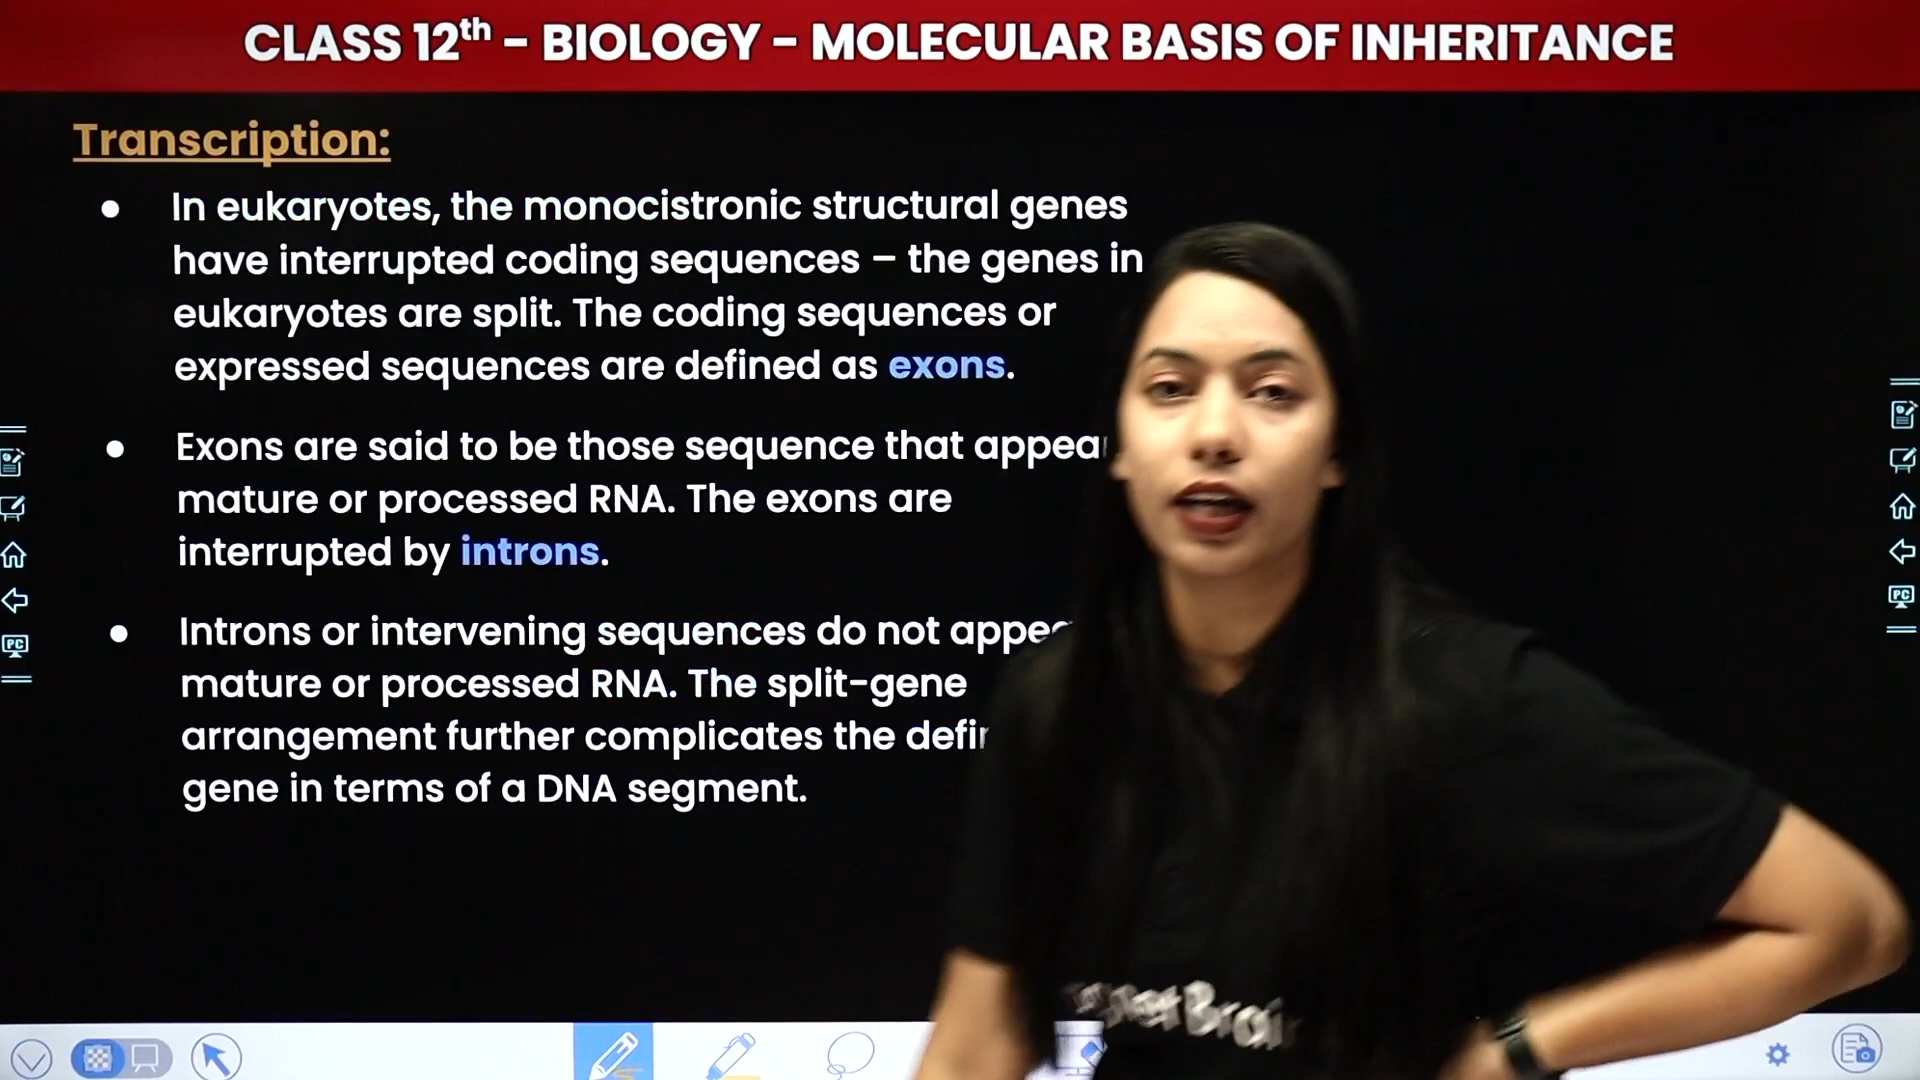 CLASS 12th - BIOLOGY - MOLECULAR BASIS OF INHERITANCE
Transcription:
● In eukaryotes, the monocistronic structural genes
have interrupted coding sequences – the genes in
eukaryotes are split. The coding sequences or
expressed sequences are defined as exons.
● Exons are said to be those sequence that appear
mature or processed RNA. The exons are
interrupted by introns.
● Introns or intervening sequences do not
mature or processed RNA. The split-gene
arrangement further complicates the
gene in terms of a DNA segment.
PC
PC